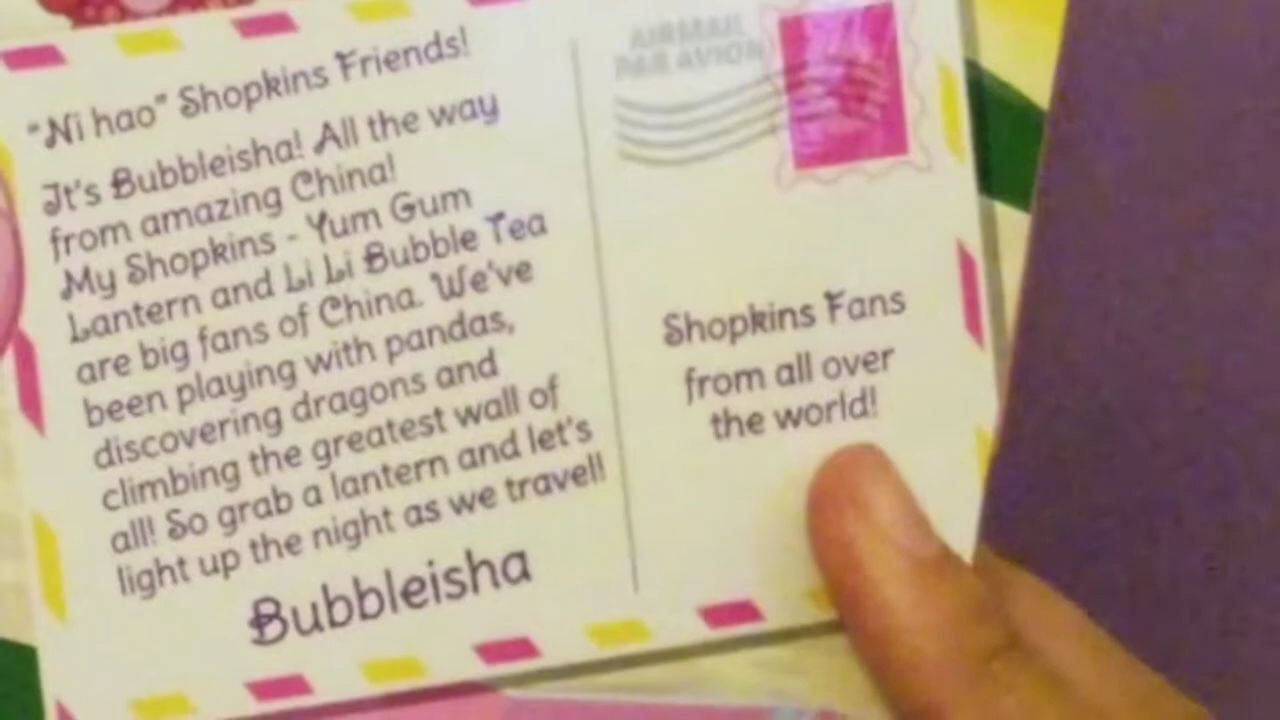 "Ni hao" Shopkins Friends!
It's Bubbleisha! All the way
from amazing China!
My Shopkins - Yum Gum
Lantern and Li Li Bubble Tea
are big fans of China. We've
been playing with pandas,
discovering dragons and
climbing the greatest wall of
all! So grab a lantern and let's
light up the night as we travel!
Bubbleisha
AIRMAIL
PAR AVION
Shopkins Fans
from all over
the world!